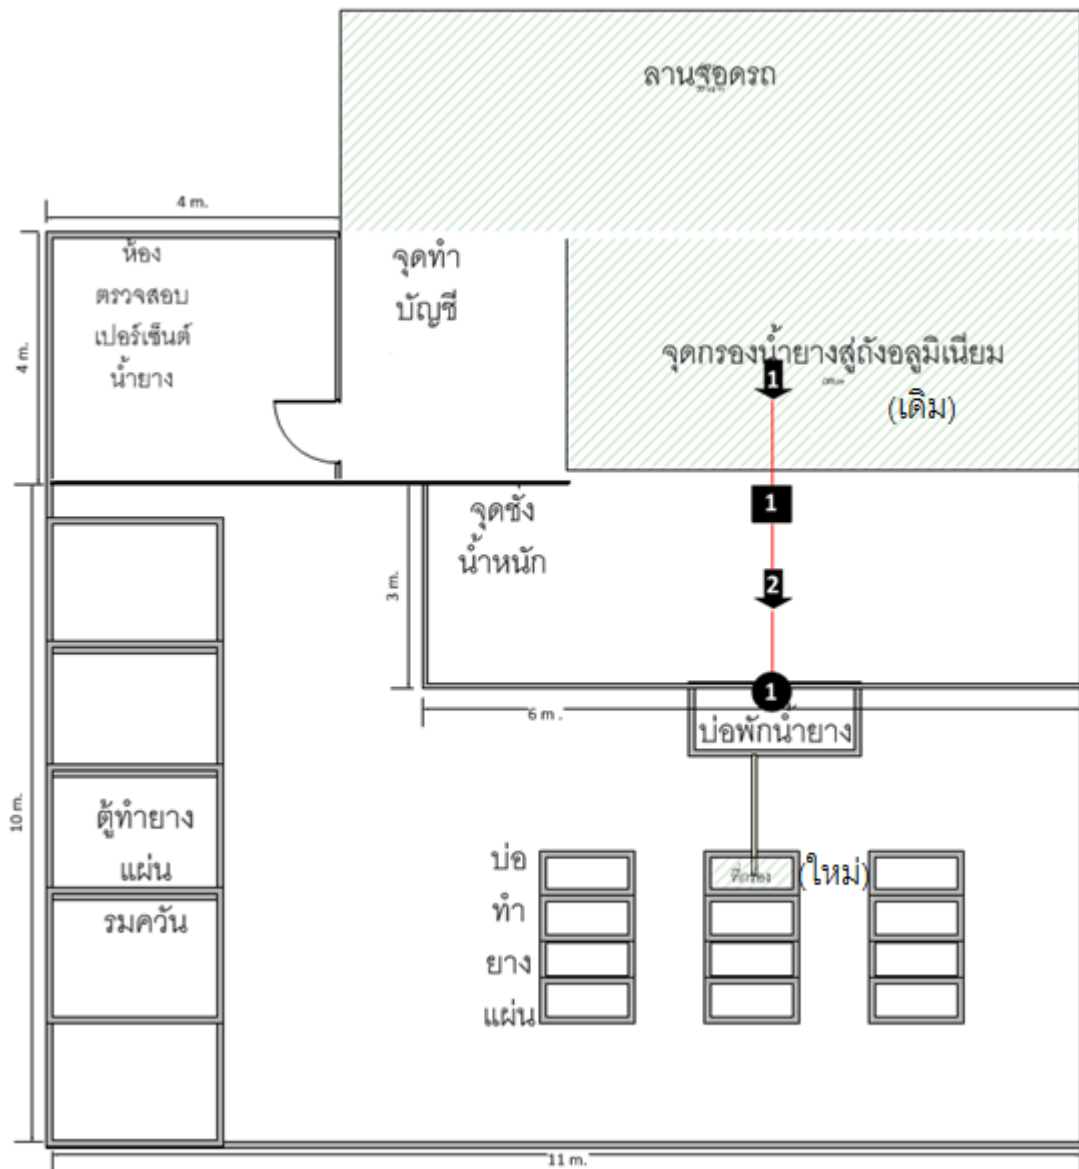 ลานจอดรถ
4 m.
ห้อง
ตรวจสอบ
เปอร์เซ็นต์
น้ำยาง
จุดทำ
บัญชี
4 m.
จุดกรองน้ำยางสู่ถังอลูมิเนียม
1
(เดิม)
1
จุดชั่ง
น้ำหนัก
3 m.
2
1
6 m .
บ่อพักน้ำยาง
10 m.
ตู้ทำยาง
แผ่น
รมควัน
บ่อ
ทำ
ยาง
แผ่น
ที่กรอง
(ใหม่)
11 m.